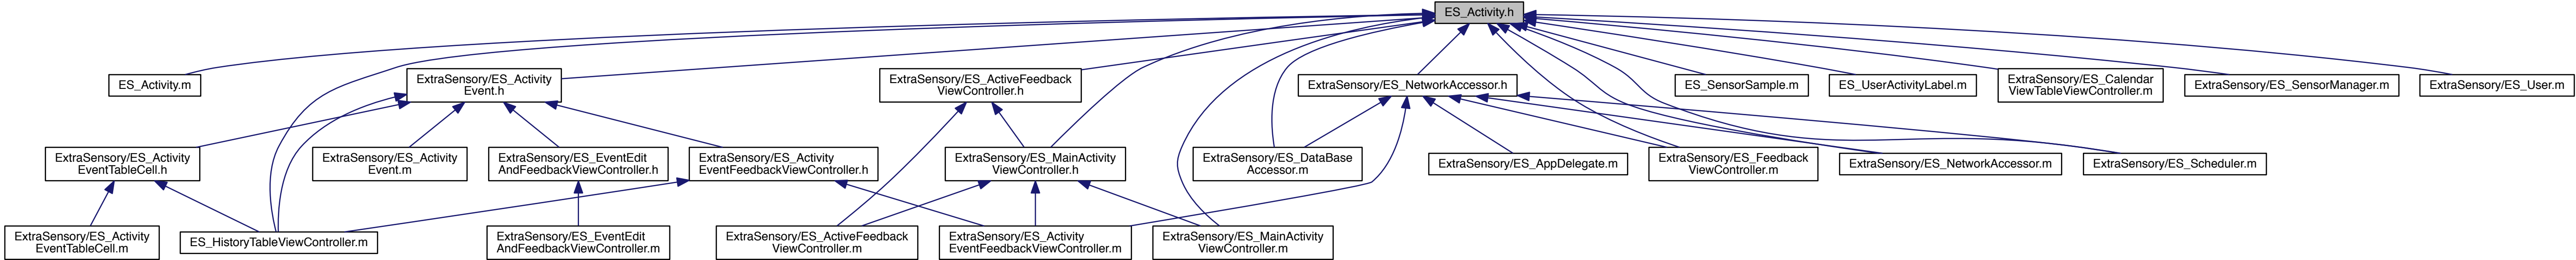 ES_Activity.h
ES_Activity.m
ExtraSensory/ES_Activity
Event.h
ExtraSensory/ES_ActiveFeedback
ViewController.h
ExtraSensory/ES_NetworkAccessor.h
ES_SensorSample.m
ES_UserActivityLabel.m
ExtraSensory/ES_Calendar
ViewTableViewController.m
ExtraSensory/ES_SensorManager.m
ExtraSensory/ES_User.m
ExtraSensory/ES_Activity
EventTableCell.h
ExtraSensory/ES_Activity
Event.m
ExtraSensory/ES_EventEdit
AndFeedbackViewController.h
ExtraSensory/ES_Activity
EventFeedbackViewController.h
ExtraSensory/ES_MainActivity
ViewController.h
ExtraSensory/ES_DataBase
Accessor.m
ExtraSensory/ES_AppDelegate.m
ExtraSensory/ES_Feedback
ViewController.m
ExtraSensory/ES_NetworkAccessor.m
ExtraSensory/ES_Scheduler.m
ExtraSensory/ES_Activity
EventTableCell.m
ES_HistoryTableViewController.m
ExtraSensory/ES_EventEdit
AndFeedbackViewController.m
ExtraSensory/ES_ActiveFeedback
ViewController.m
ExtraSensory/ES_Activity
EventFeedbackViewController.m
ExtraSensory/ES_MainActivity
ViewController.m